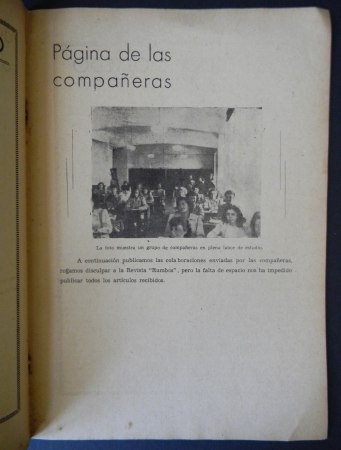 Página de las
compañeras
La foto muestra un grupo de compañeras en plena labor de estudio.
A continuación publicamos las colaboraciones enviadas por las compañeras,
rogamos disculpar a la Revista "Rumbos", pero la falta de espacio nos ha impedido
publicar todos los artículos recibidos.